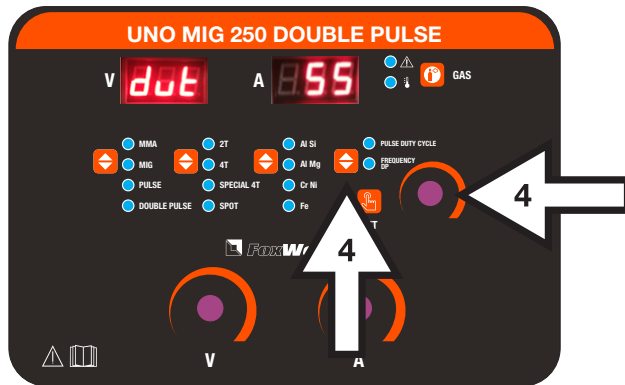 UNO MIG 250 DOUBLE PULSE
V dut A 55 GAS
MMA 2T Al Si PULSE DUTY CYCLE
MIG 4T Al Mg FREQUENCY DP
PULSE SPECIAL 4T Cr Ni
DOUBLE PULSE SPOT Fe
4
4
T
V A